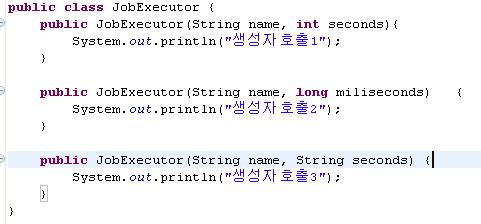 public class JobExecutor {
public JobExecutor(String name, int seconds){
System.out.println("생성자 호출1");
}
public JobExecutor(String name, long miliseconds) {
System.out.println("생성자 호출2");
}
public JobExecutor(String name, String seconds) {
System.out.println("생성자 호출3");
}
}